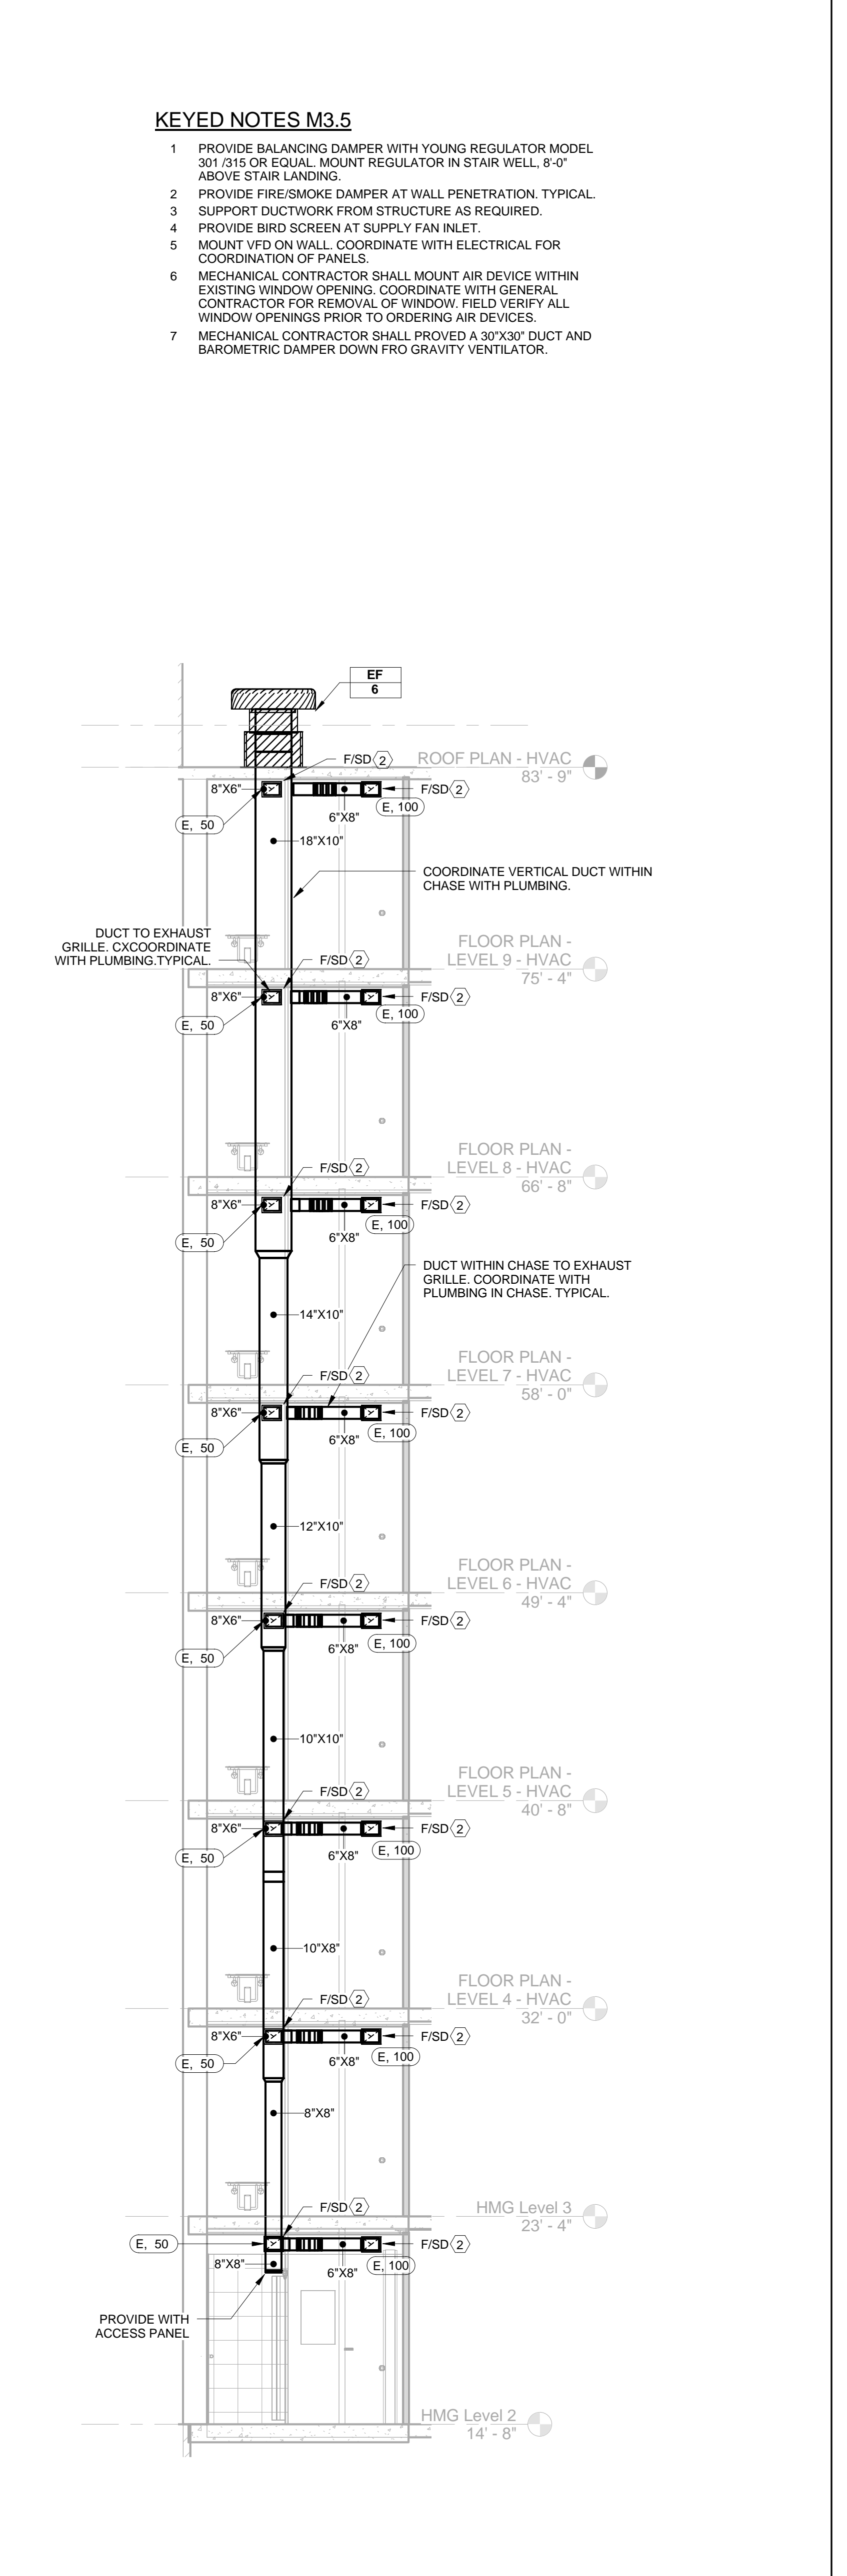 KEYED NOTES M3.5
1 PROVIDE BALANCING DAMPER WITH YOUNG REGULATOR MODEL
301 /315 OR EQUAL. MOUNT REGULATOR IN STAIR WELL, 8'-0"
ABOVE STAIR LANDING.
2 PROVIDE FIRE/SMOKE DAMPER AT WALL PENETRATION. TYPICAL.
3 SUPPORT DUCTWORK FROM STRUCTURE AS REQUIRED.
4 PROVIDE BIRD SCREEN AT SUPPLY FAN INLET.
5 MOUNT VFD ON WALL. COORDINATE WITH ELECTRICAL FOR
COORDINATION OF PANELS.
6 MECHANICAL CONTRACTOR SHALL MOUNT AIR DEVICE WITHIN
EXISTING WINDOW OPENING. COORDINATE WITH GENERAL
CONTRACTOR FOR REMOVAL OF WINDOW. FIELD VERIFY ALL
WINDOW OPENINGS PRIOR TO ORDERING AIR DEVICES.
7 MECHANICAL CONTRACTOR SHALL PROVED A 30"X30" DUCT AND
BAROMETRIC DAMPER DOWN FRO GRAVITY VENTILATOR.
EF
6
F/SD 2
ROOF PLAN - HVAC
83' - 9"
8"X6"
F/SD 2
E, 100
6"X8"
E, 50
18"X10"
COORDINATE VERTICAL DUCT WITHIN
CHASE WITH PLUMBING.
DUCT TO EXHAUST
GRILLE. CXCOORDINATE
WITH PLUMBING.TYPICAL.
FLOOR PLAN -
LEVEL 9 - HVAC
75' - 4"
F/SD 2
8"X6"
F/SD 2
E, 100
6"X8"
E, 50
FLOOR PLAN -
LEVEL 8 - HVAC
66' - 8"
F/SD 2
8"X6"
F/SD 2
E, 100
6"X8"
E, 50
DUCT WITHIN CHASE TO EXHAUST
GRILLE. COORDINATE WITH
PLUMBING IN CHASE. TYPICAL.
14"X10"
FLOOR PLAN -
LEVEL 7 - HVAC
58' - 0"
F/SD 2
8"X6"
F/SD 2
E, 100
6"X8"
E, 50
12"X10"
FLOOR PLAN -
LEVEL 6 - HVAC
49' - 4"
F/SD 2
8"X6"
F/SD 2
E, 100
6"X8"
E, 50
10"X10"
FLOOR PLAN -
LEVEL 5 - HVAC
40' - 8"
F/SD 2
8"X6"
F/SD 2
E, 100
6"X8"
E, 50
10"X8"
FLOOR PLAN -
LEVEL 4 - HVAC
32' - 0"
F/SD 2
8"X6"
F/SD 2
E, 100
6"X8"
E, 50
8"X8"
HMG Level 3
23' - 4"
F/SD 2
E, 50
F/SD 2
8"X8"
E, 100
6"X8"
PROVIDE WITH
ACCESS PANEL
HMG Level 2
14' - 8"